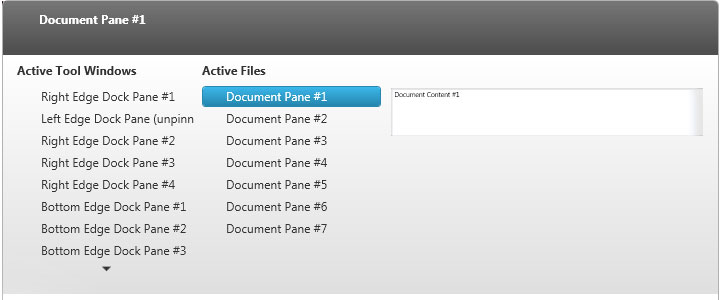 Document Pane #1
Active Tool Windows
Right Edge Dock Pane #1
Left Edge Dock Pane (unpinn
Right Edge Dock Pane #2
Right Edge Dock Pane #3
Right Edge Dock Pane #4
Bottom Edge Dock Pane #1
Bottom Edge Dock Pane #2
Bottom Edge Dock Pane #3
Active Files
Document Pane #1
Document Pane #2
Document Pane #3
Document Pane #4
Document Pane #5
Document Pane #6
Document Pane #7
Document Content #1